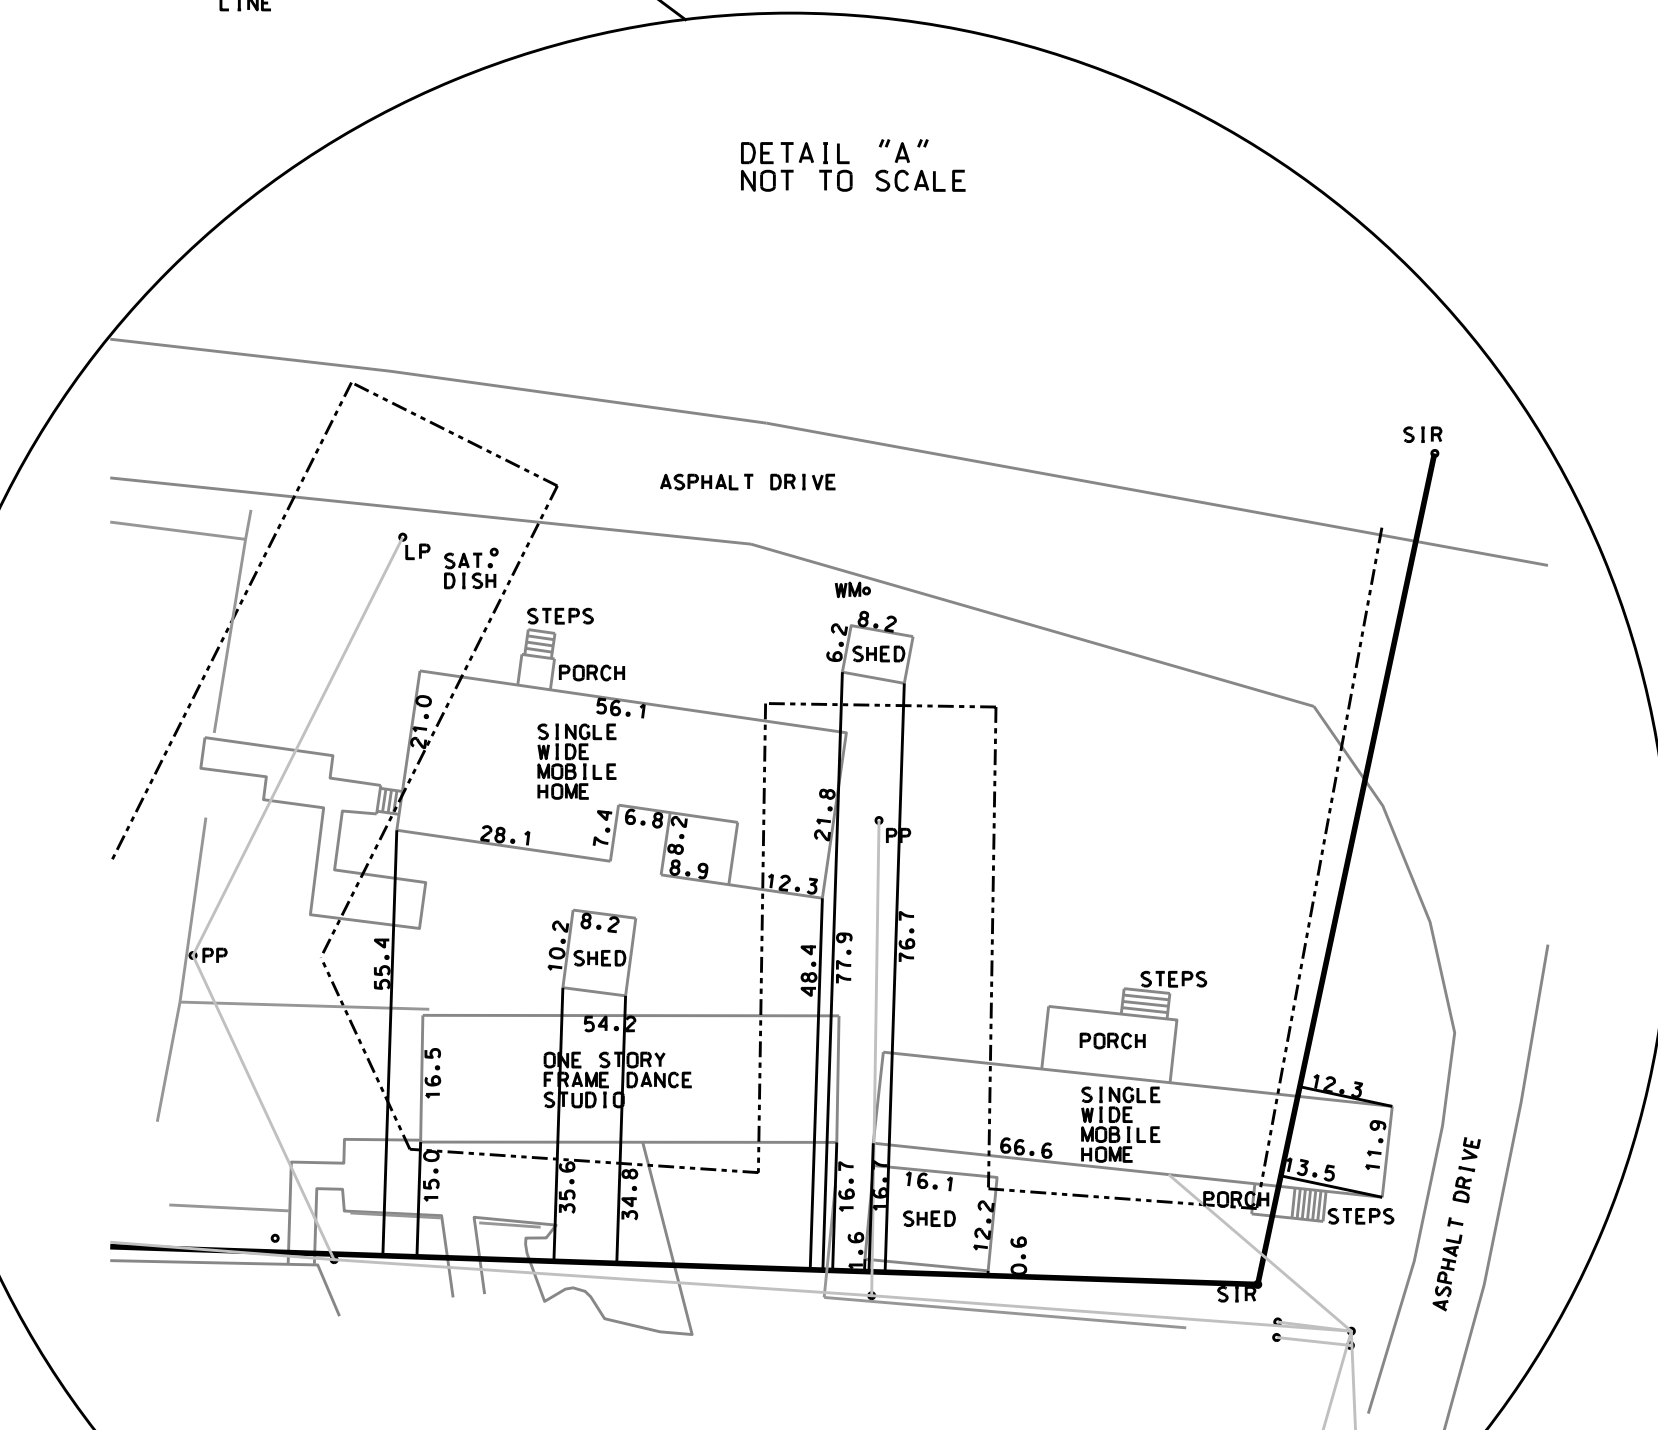 LINE
DETAIL "A"
NOT TO SCALE
SIR
ASPHALT DRIVE
LP
SAT.
DISH
WM
STEPS
8.2
6.2
SHED
PORCH
56.1
21.0
SINGLE
WIDE
MOBILE
HOME
21.8
6.8
7.4
8.2
28.1
8.9
12.3
PP
8.2
10.2
SHED
76.7
77.9
48.4
55.4
PP
STEPS
54.2
PORCH
ONE STORY
FRAME DANCE
STUDIO
16.5
12.3
SINGLE
WIDE
MOBILE
HOME
11.9
66.6
13.5
15.0
35.6
34.8
16.7
16.1
PORCH
STEPS
SHED
12.2
1.6
0.6
SIR
ASPHALT DRIVE